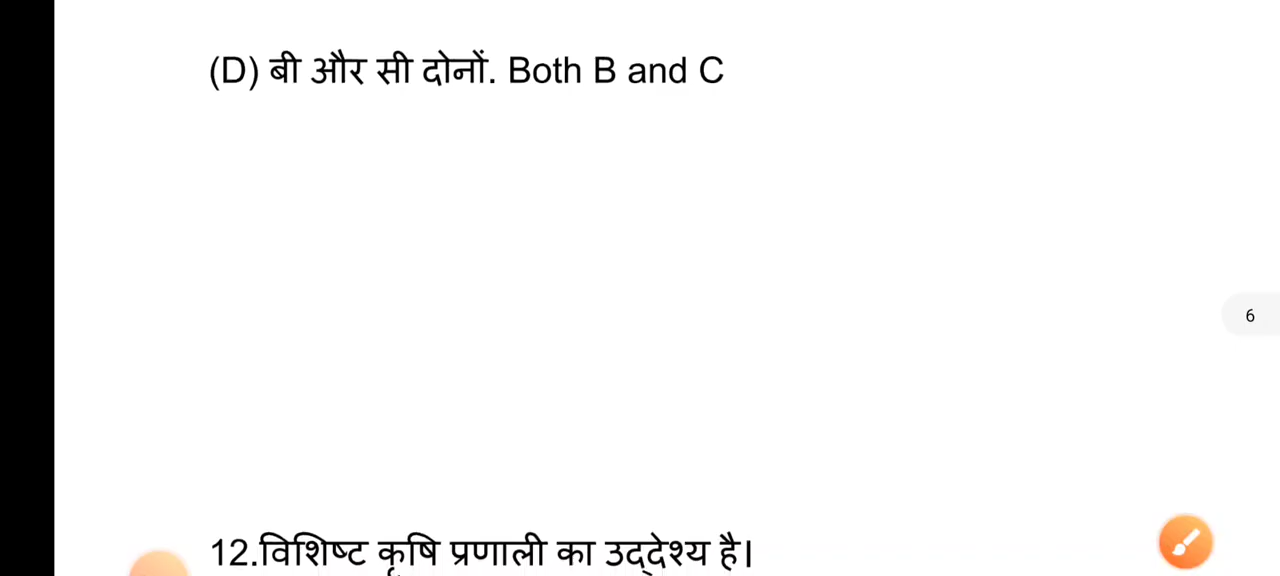 (D) बी और सी दोनों. Both B and C
6
12.विशिष्ट कृषि प्रणाली का उद्देश्य है।